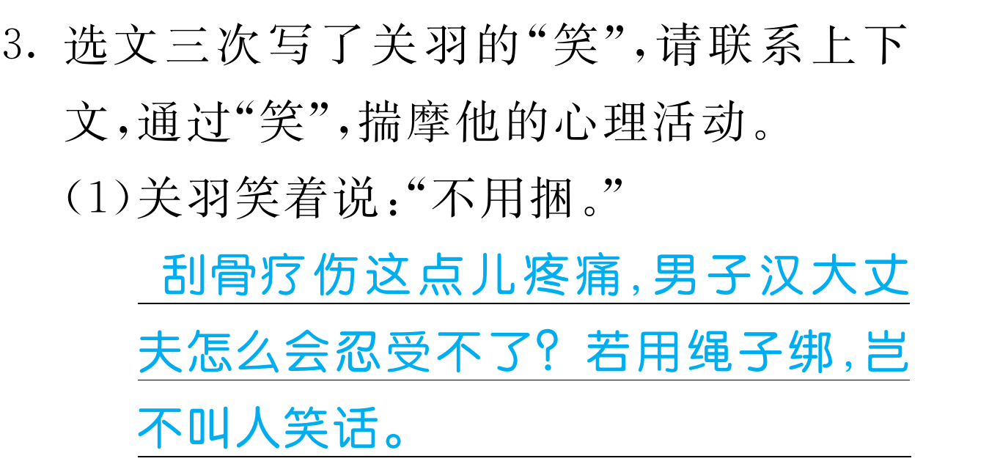 3. 选文三次写了关羽的“笑”,请联系上下
文,通过“笑”,揣摩他的心理活动。
(1)关羽笑着说:“不用捆。”
刮骨疗伤这点儿疼痛,男子汉大丈
夫怎么会忍受不了? 若用绳子绑,岂
不叫人笑话。